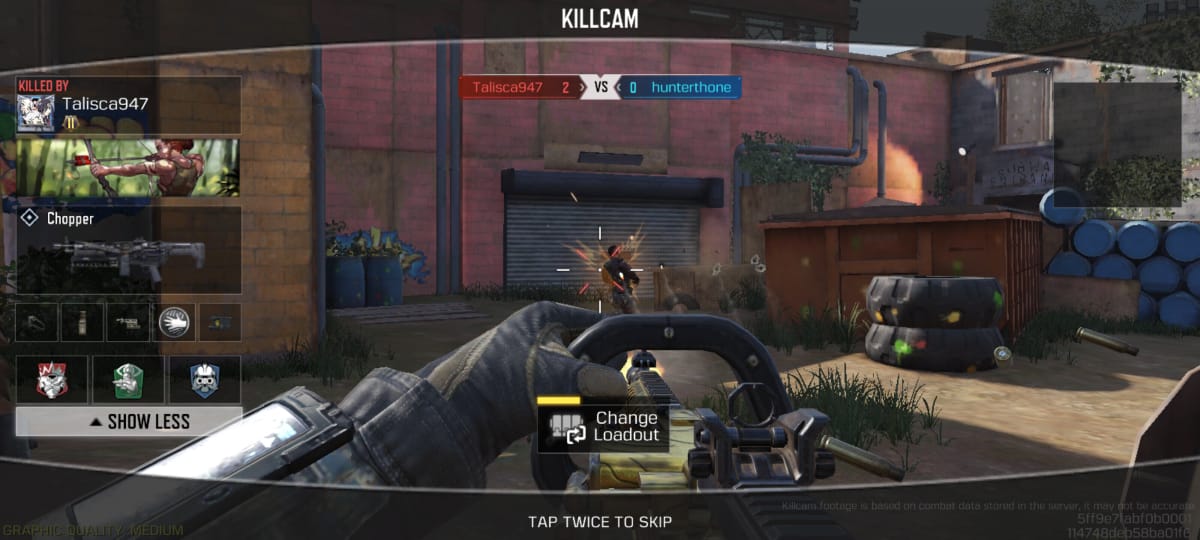 KILLCAM
KILLED BY
Talisca947
Talisca947 2 VS 0 hunterthone
Chopper
SHOW LESS
Change
Loadout
TAP TWICE TO SKIP
GRAPHIC QUALITY: MEDIUM
Killcam footage is based on combat data stored in the server, it may not be accurate
5ff9e7fabf0b0001